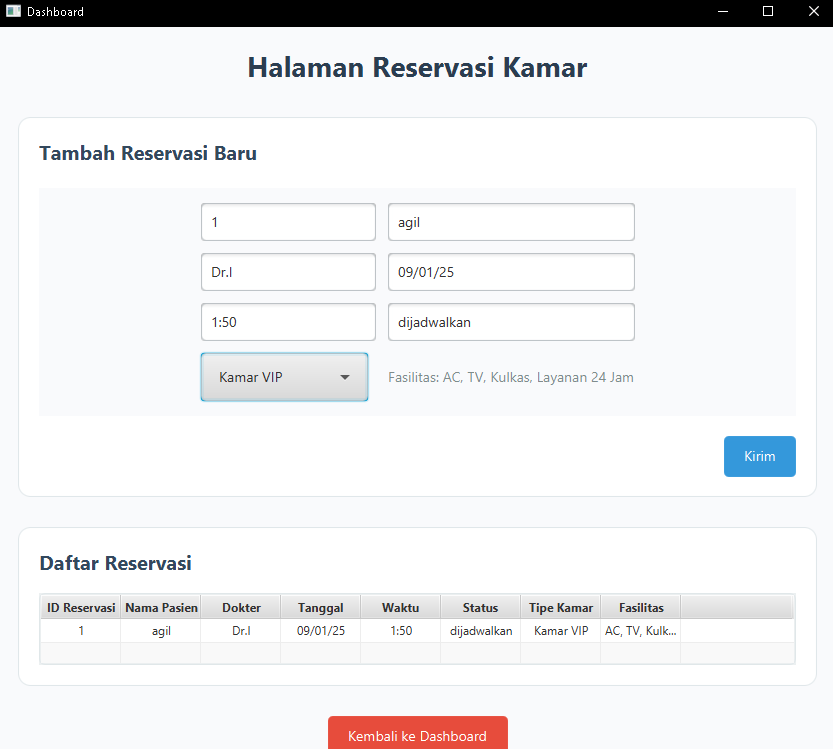 Dashboard
Halaman Reservasi Kamar
Tambah Reservasi Baru
1 agil
Dr.I 09/01/25
1:50 dijadwalkan
Kamar VIP Fasilitas: AC, TV, Kulkas, Layanan 24 Jam
Kirim
Daftar Reservasi
ID Reservasi Nama Pasien Dokter Tanggal Waktu Status Tipe Kamar Fasilitas
1 agil Dr.I 09/01/25 1:50 dijadwalkan Kamar VIP AC, TV, Kulk...
Kembali ke Dashboard